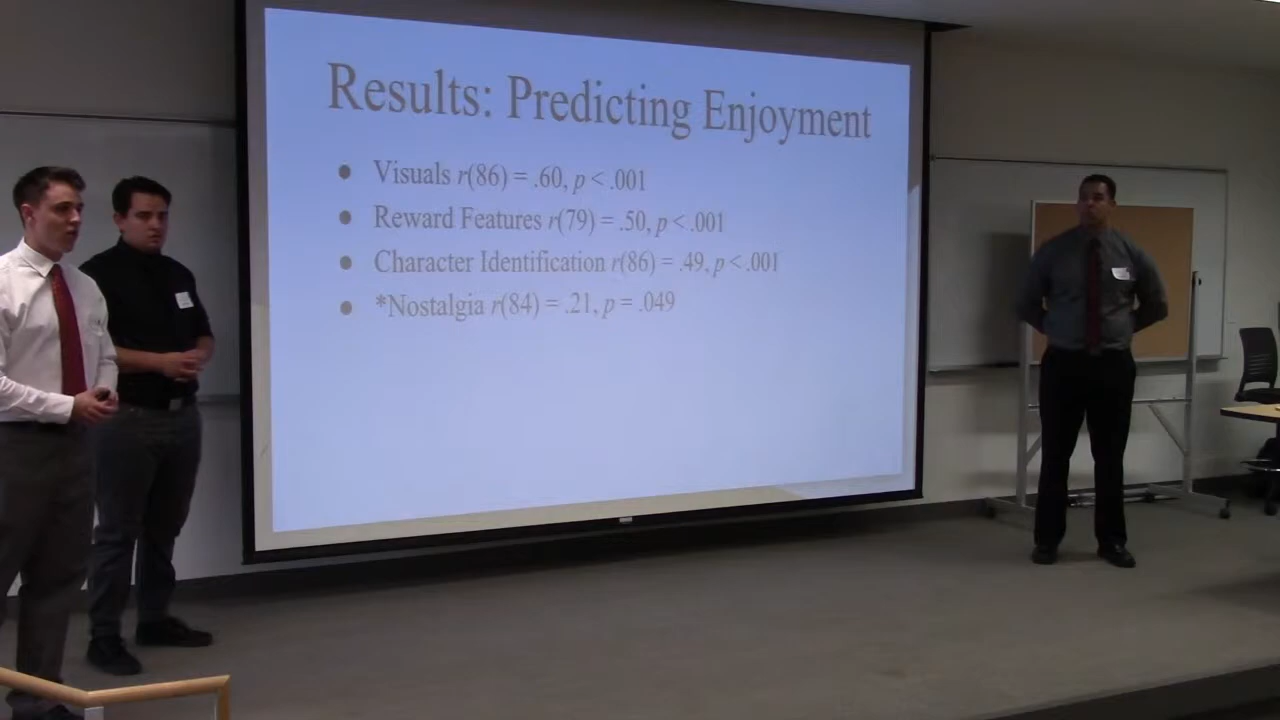 Results: Predicting Enjoyment
• Visuals r(86) = .60, p < .001
• Reward Features r(79) = .50, p < .001
• Character Identification r(86) = .49, p < .001
• *Nostalgia r(84) = .21, p = .049